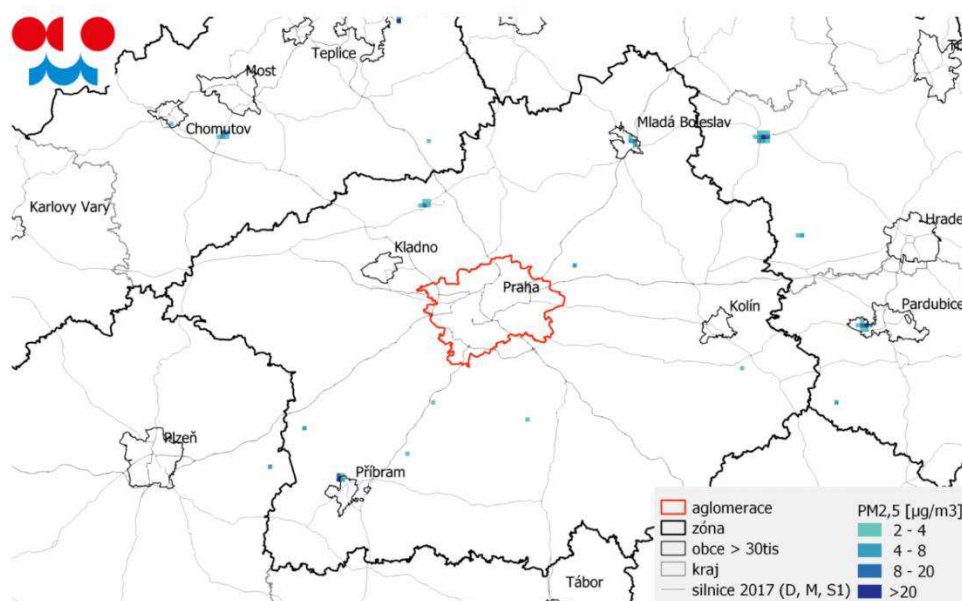 Teplice
Most
Chomutov
Mladá Boleslav
Karlovy Vary
Hrade
Kladno
Praha
Kolín
Pardubice
Plzeň
Příbram
Tábor
aglomerace
zóna
obce > 30tis
kraj
silnice 2017 (D, M, S1)
PM2,5 [µg/m3]
2 - 4
4 - 8
8 - 20
>20